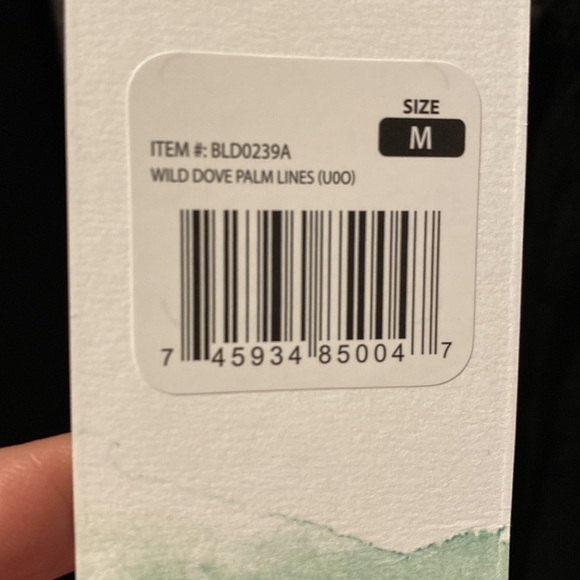 SIZE
M
ITEM #: BLD0239A
WILD DOVE PALM LINES (U0O)
7 45934 85004 7